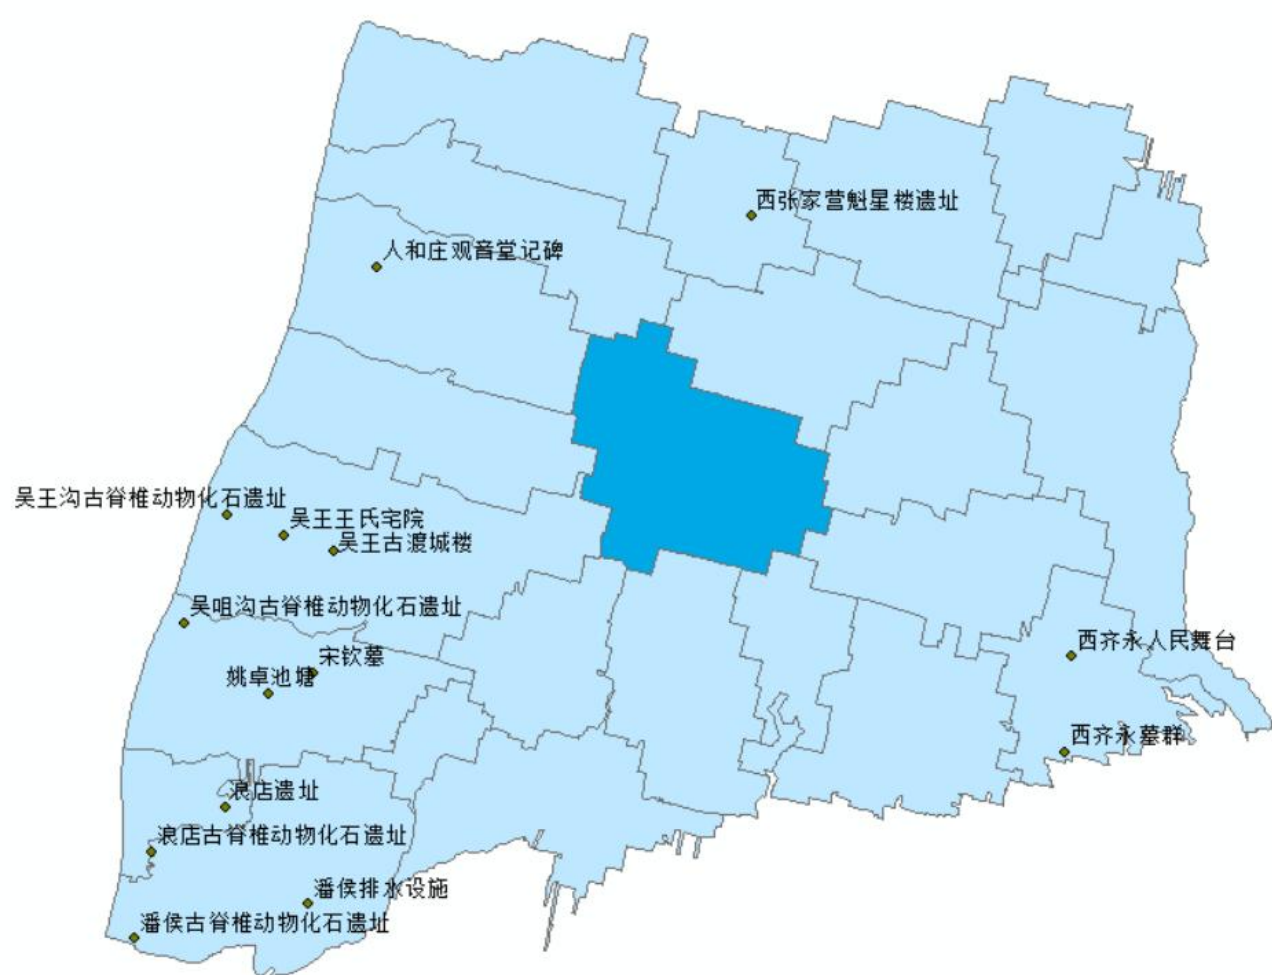 西张家营魁星楼遗址
人和庄观音堂记碑
吴王沟古脊椎动物化石遗址
吴王王氏宅院
吴王古渡城楼
吴咀沟古脊椎动物化石遗址
西齐永人民舞台
宋钦墓
姚卓池塘
西齐永墓群
浪店遗址
浪店古脊椎动物化石遗址
潘侯排水设施
潘侯古脊椎动物化石遗址